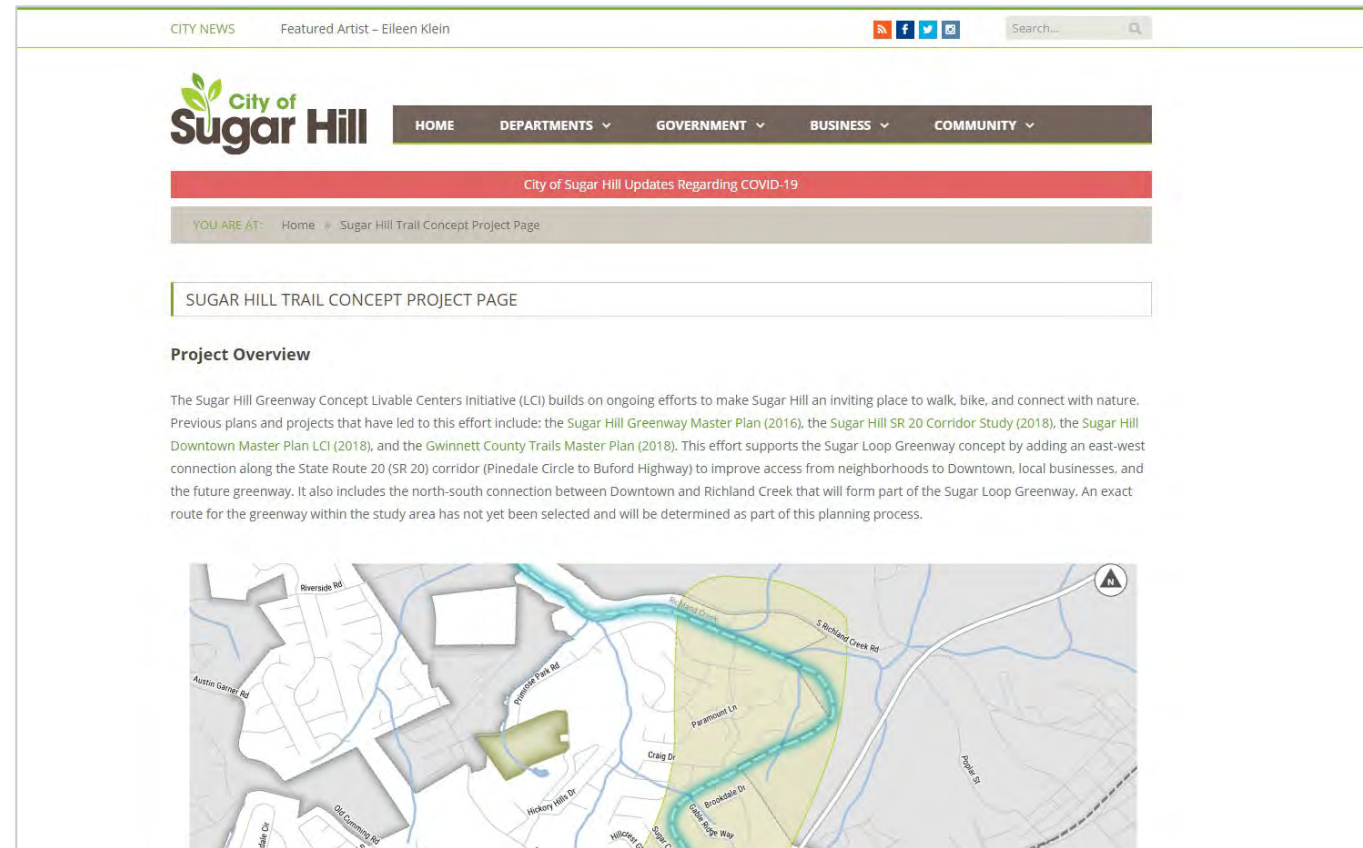 CITY NEWS Featured Artist – Eileen Klein Search...
City of
Sugar Hill
HOME DEPARTMENTS GOVERNMENT BUSINESS COMMUNITY
City of Sugar Hill Updates Regarding COVID-19
YOU ARE AT: Home » Sugar Hill Trail Concept Project Page
SUGAR HILL TRAIL CONCEPT PROJECT PAGE
Project Overview
The Sugar Hill Greenway Concept Livable Centers Initiative (LCI) builds on ongoing efforts to make Sugar Hill an inviting place to walk, bike, and connect with nature.
Previous plans and projects that have led to this effort include: the Sugar Hill Greenway Master Plan (2016), the Sugar Hill SR 20 Corridor Study (2018), the Sugar Hill
Downtown Master Plan LCI (2018), and the Gwinnett County Trails Master Plan (2018). This effort supports the Sugar Loop Greenway concept by adding an east-west
connection along the State Route 20 (SR 20) corridor (Pinedale Circle to Buford Highway) to improve access from neighborhoods to Downtown, local businesses, and
the future greenway. It also includes the north-south connection between Downtown and Richland Creek that will form part of the Sugar Loop Greenway. An exact
route for the greenway within the study area has not yet been selected and will be determined as part of this planning process.
N
Riverside Rd
Richland Creek
S Richland Creek Rd
Austin Garner Rd
Primrose Park Rd
Paramount Ln
Craig Dr
Poplar St
Brookdale Dr
Hickory Hills Dr
Gable Ridge Way
Old Cumming Rd
Hillcrest
Sugar
dale Cir